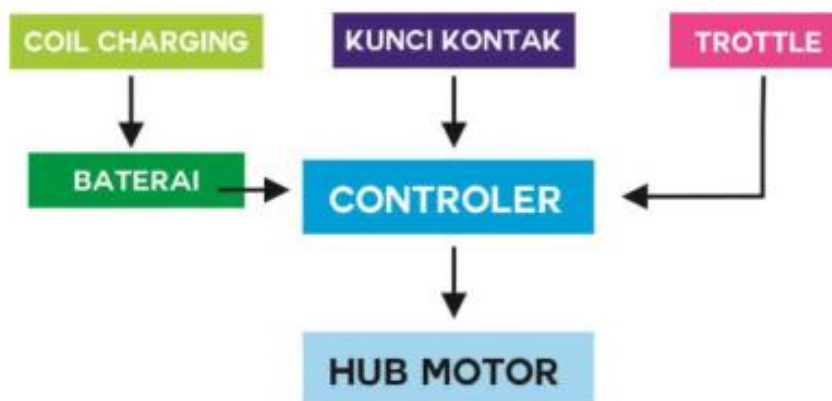 COIL CHARGING
KUNCI KONTAK
TROTTLE
BATERAI
CONTROLER
HUB MOTOR